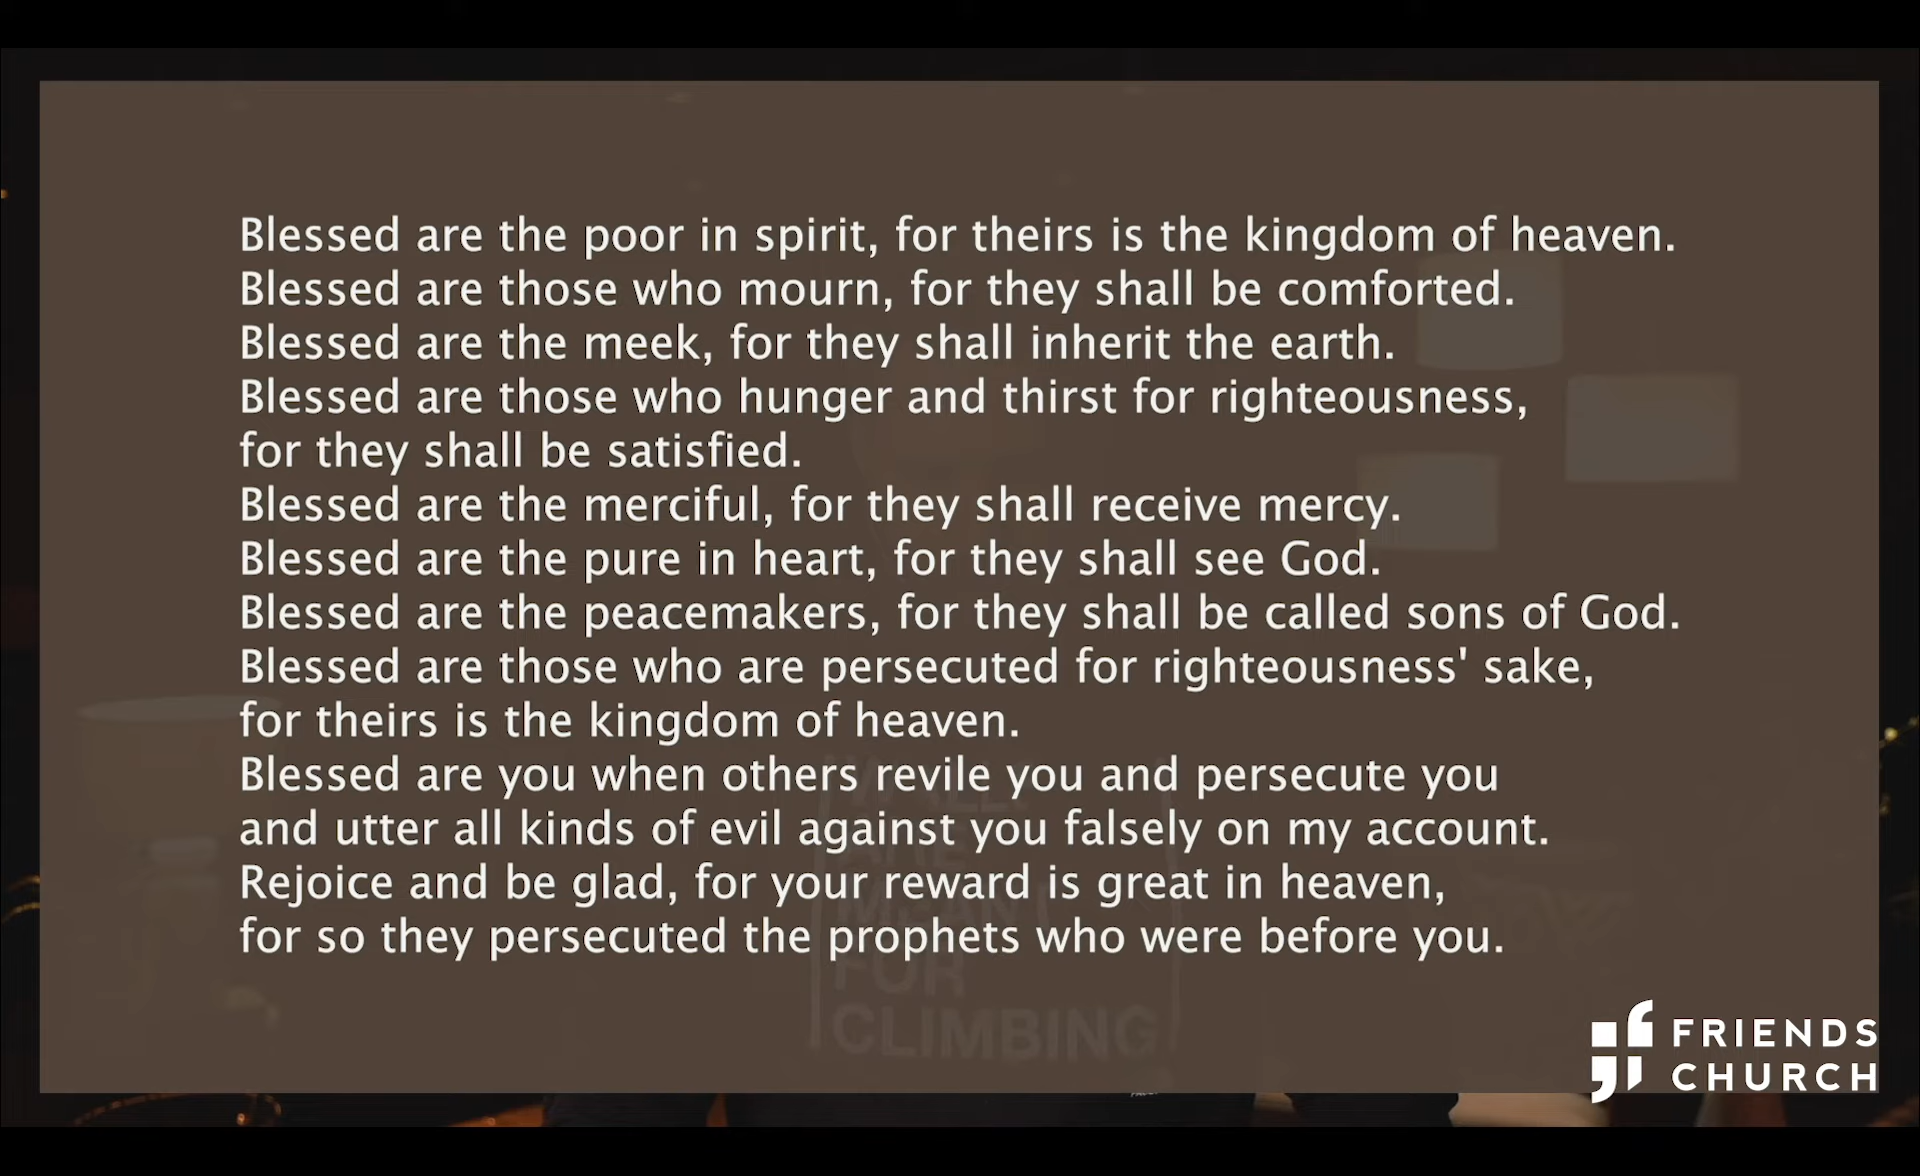 Blessed are the poor in spirit, for theirs is the kingdom of heaven.
Blessed are those who mourn, for they shall be comforted.
Blessed are the meek, for they shall inherit the earth.
Blessed are those who hunger and thirst for righteousness,
for they shall be satisfied.
Blessed are the merciful, for they shall receive mercy.
Blessed are the pure in heart, for they shall see God.
Blessed are the peacemakers, for they shall be called sons of God.
Blessed are those who are persecuted for righteousness' sake,
for theirs is the kingdom of heaven.
Blessed are you when others revile you and persecute you
and utter all kinds of evil against you falsely on my account.
Rejoice and be glad, for your reward is great in heaven,
for so they persecuted the prophets who were before you.
WALLS
ARE
MEANT
FOR
CLIMBING
FRIENDS
CHURCH